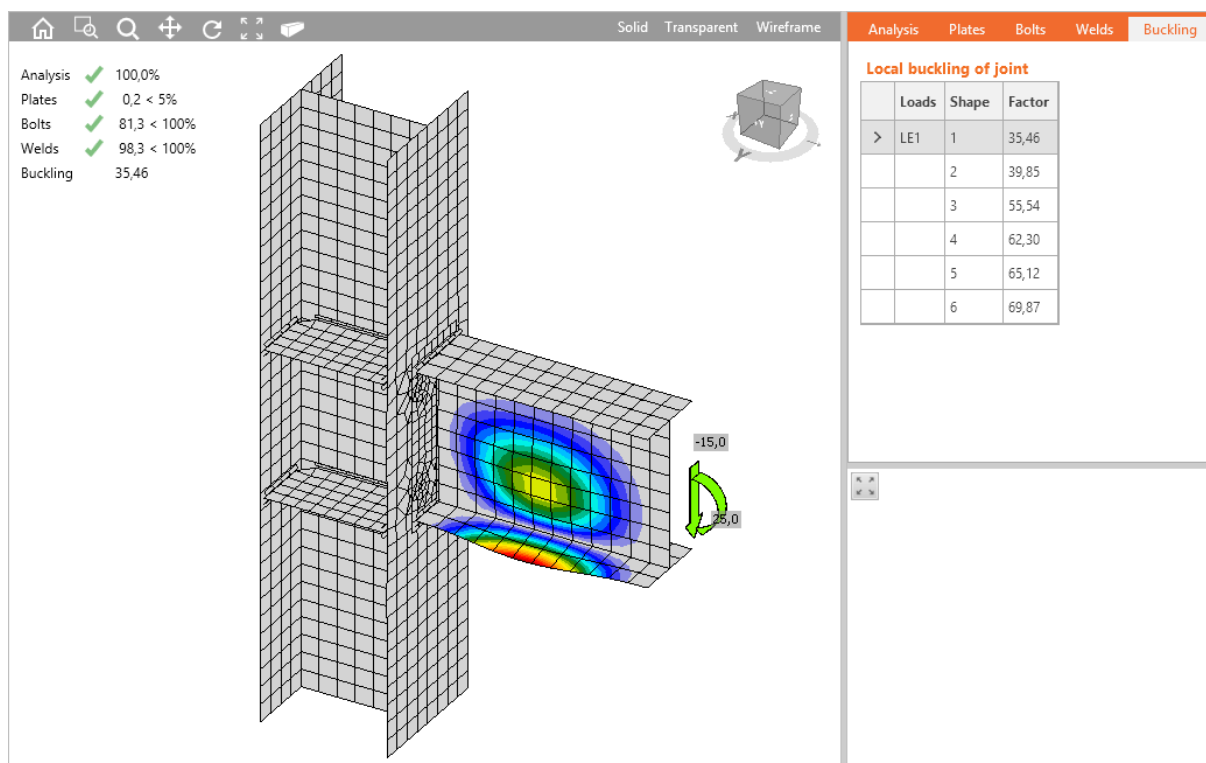 Solid Transparent Wireframe
Analysis 100,0%
Plates 0,2 < 5%
Bolts 81,3 < 100%
Welds 98,3 < 100%
Buckling 35,46
-15,0
25,0
Analysis Plates Bolts Welds Buckling
Local buckling of joint
Loads Shape Factor
> LE1 1 35,46
2 39,85
3 55,54
4 62,30
5 65,12
6 69,87